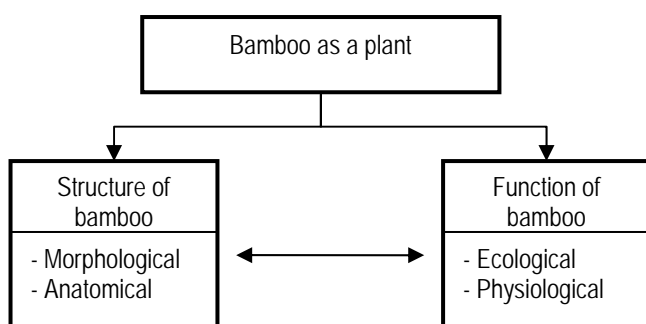 Bamboo as a plant
Structure of
bamboo
- Morphological
- Anatomical
Function of
bamboo
- Ecological
- Physiological